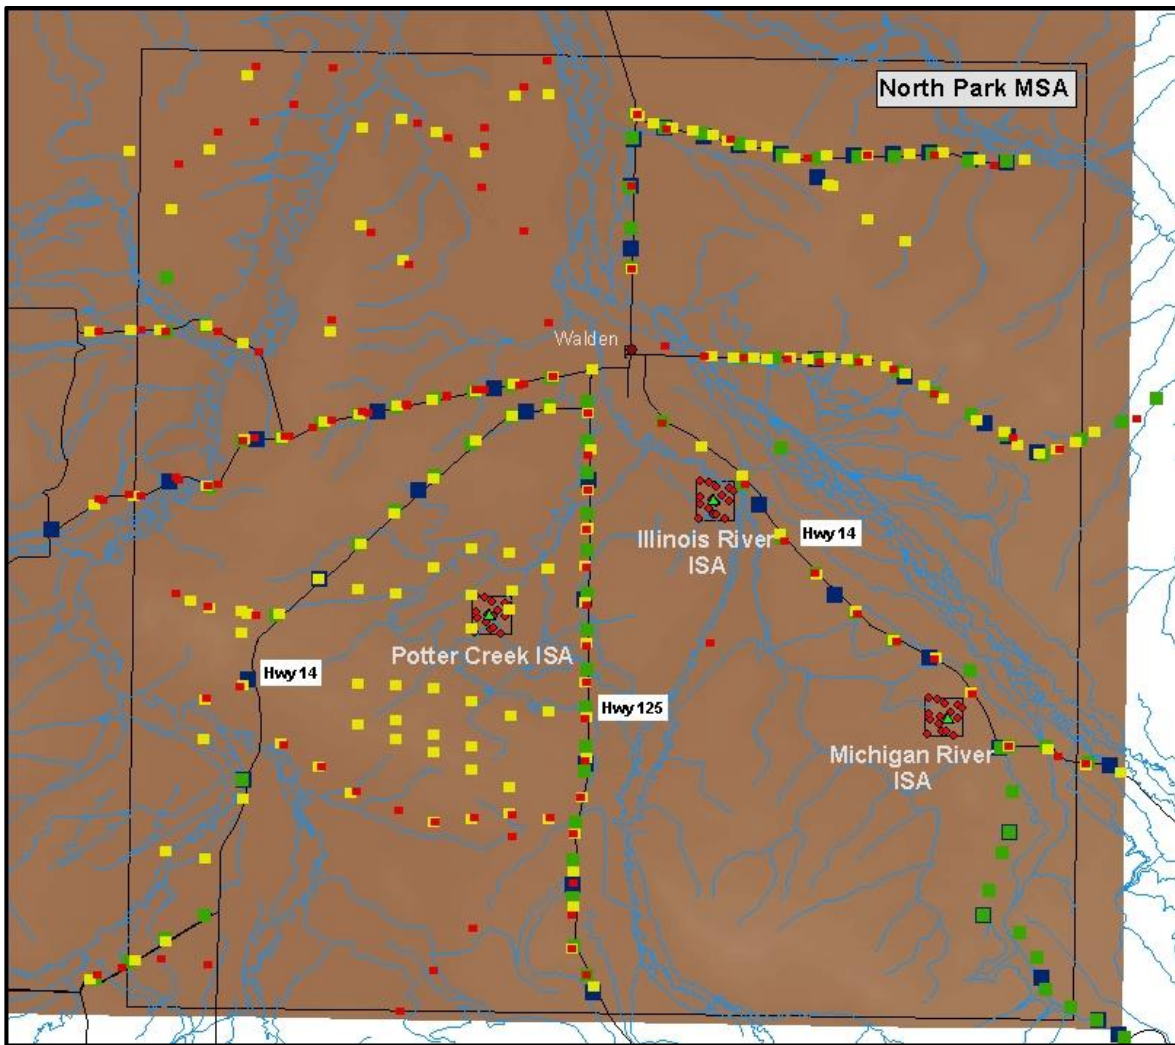 North Park MSA
Walden
Illinois River
ISA
Hwy 14
Potter Creek ISA
Hwy 14
Hwy 125
Michigan River
ISA